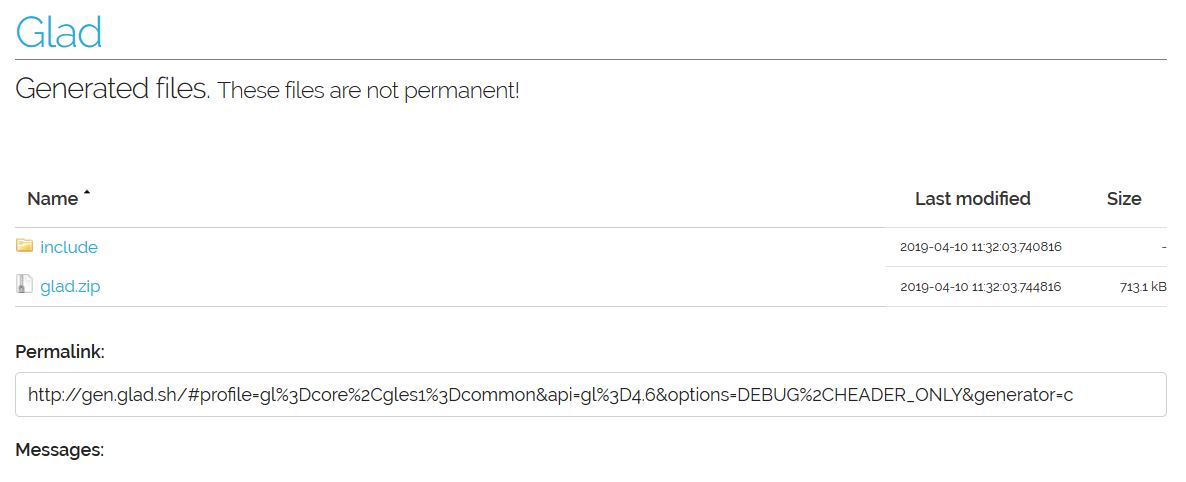 Glad
Generated files. These files are not permanent!
Name Last modified Size
include 2019-04-10 11:32:03.740816 -
glad.zip 2019-04-10 11:32:03.744816 713.1 kB
Permalink:
http://gen.glad.sh/#profile=gl%3Dcore%2Cgles1%3Dcommon&api=gl%3D4.6&options=DEBUG%2CHEADER_ONLY&generator=c
Messages: